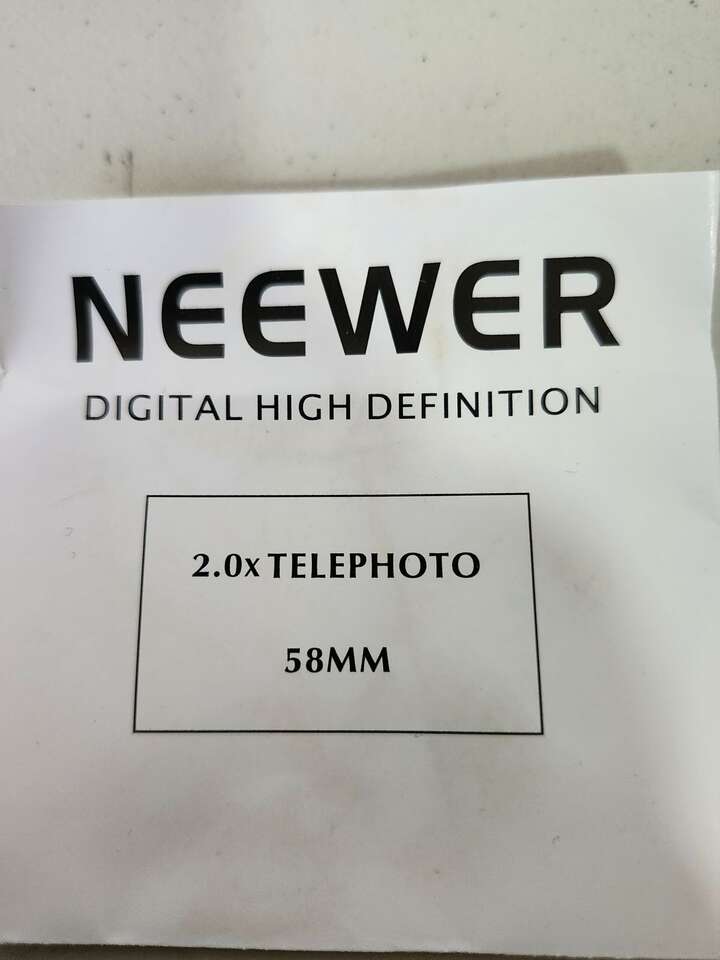 NEEWER
DIGITAL HIGH DEFINITION
2.0x TELEPHOTO
58MM